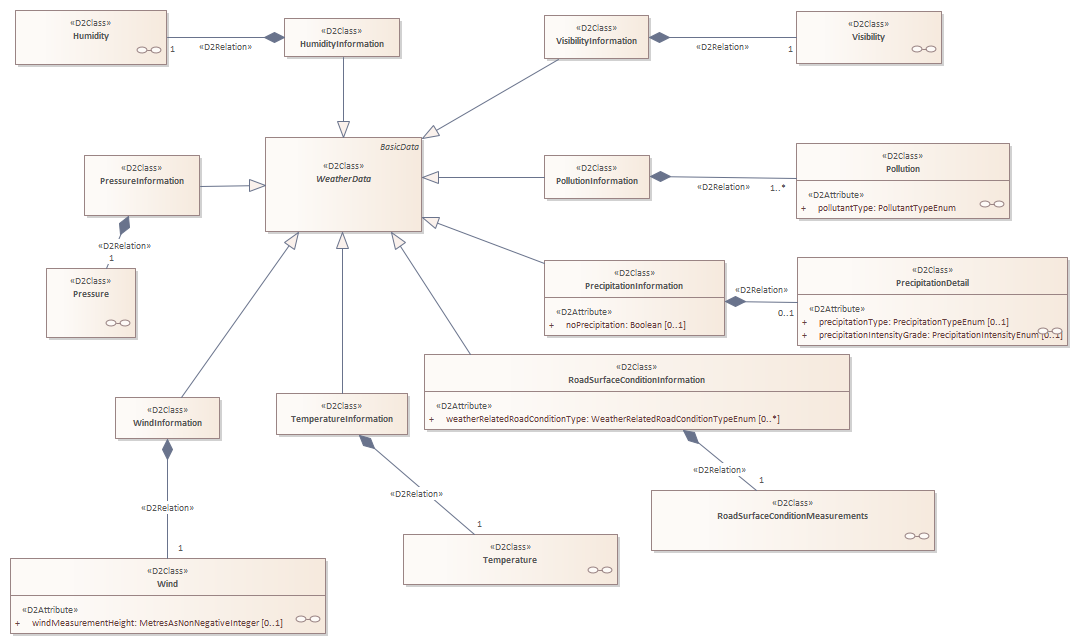 «D2Class»
Humidity
1
«D2Relation»
«D2Class»
HumidityInformation
«D2Class»
VisibilityInformation
«D2Relation»
1
«D2Class»
Visibility
BasicData
«D2Class»
WeatherData
«D2Class»
PressureInformation
«D2Relation»
1
«D2Class»
Pressure
«D2Class»
PollutionInformation
«D2Relation»
1..*
«D2Class»
Pollution
«D2Attribute»
+ pollutantType: PollutantTypeEnum
«D2Class»
PrecipitationInformation
«D2Attribute»
+ noPrecipitation: Boolean [0..1]
«D2Relation»
0..1
«D2Class»
PrecipitationDetail
«D2Attribute»
+ precipitationType: PrecipitationTypeEnum [0..1]
+ precipitationIntensityGrade: PrecipitationIntensityEnum [0..1]
«D2Class»
RoadSurfaceConditionInformation
«D2Attribute»
+ weatherRelatedRoadConditionType: WeatherRelatedRoadConditionTypeEnum [0..*]
«D2Relation»
1
«D2Class»
RoadSurfaceConditionMeasurements
«D2Class»
WindInformation
«D2Relation»
1
«D2Class»
Wind
«D2Attribute»
+ windMeasurementHeight: MetresAsNonNegativeInteger [0..1]
«D2Class»
TemperatureInformation
«D2Relation»
1
«D2Class»
Temperature